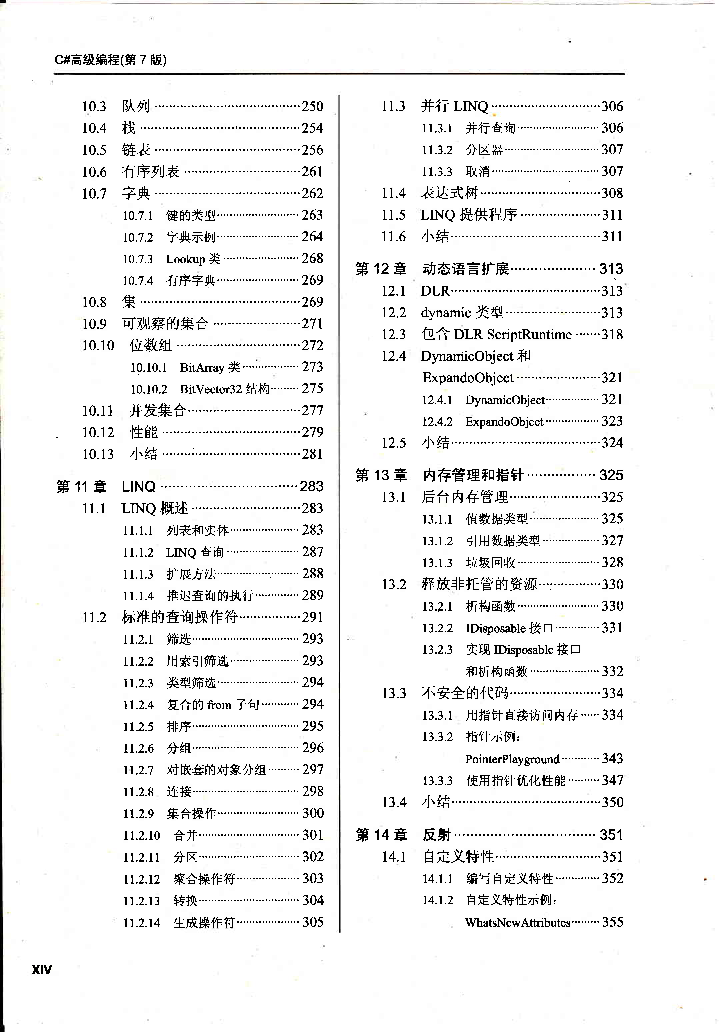 C#高级编程(第 7 版)
10.3 队列 250
10.4 栈 254
10.5 链表 256
10.6 有序列表 261
10.7 字典 262
10.7.1 键的类型 263
10.7.2 字典示例 264
10.7.3 Lookup 类 268
10.7.4 有序字典 269
10.8 集 269
10.9 可观察的集合 271
10.10 位数组 272
10.10.1 BitArray 类 273
10.10.2 BitVector32 结构 275
10.11 并发集合 277
10.12 性能 279
10.13 小结 281
第 11 章 LINQ 283
11.1 LINQ 概述 283
11.1.1 列表和实体 283
11.1.2 LINQ 查询 287
11.1.3 扩展方法 288
11.1.4 推迟查询的执行 289
11.2 标准的查询操作符 291
11.2.1 筛选 293
11.2.2 用索引筛选 293
11.2.3 类型筛选 294
11.2.4 复合的 from 子句 294
11.2.5 排序 295
11.2.6 分组 296
11.2.7 对嵌套的对象分组 297
11.2.8 连接 298
11.2.9 集合操作 300
11.2.10 合并 301
11.2.11 分区 302
11.2.12 聚合操作符 303
11.2.13 转换 304
11.2.14 生成操作符 305
11.3 并行 LINQ 306
11.3.1 并行查询 306
11.3.2 分区器 307
11.3.3 取消 307
11.4 表达式树 308
11.5 LINQ 提供程序 311
11.6 小结 311
第 12 章 动态语言扩展 313
12.1 DLR 313
12.2 dynamic 类型 313
12.3 包含 DLR ScriptRuntime 318
12.4 DynamicObject 和
ExpandoObject 321
12.4.1 DynamicObject 321
12.4.2 ExpandoObject 323
12.5 小结 324
第 13 章 内存管理和指针 325
13.1 后台内存管理 325
13.1.1 值数据类型 325
13.1.2 引用数据类型 327
13.1.3 垃圾回收 328
13.2 释放非托管的资源 330
13.2.1 析构函数 330
13.2.2 IDisposable 接口 331
13.2.3 实现 IDisposable 接口
和析构函数 332
13.3 不安全的代码 334
13.3.1 用指针直接访问内存 334
13.3.2 指针示例：
PointerPlayground 343
13.3.3 使用指针优化性能 347
13.4 小结 350
第 14 章 反射 351
14.1 自定义特性 351
14.1.1 编写自定义特性 352
14.1.2 自定义特性示例：
WhatsNewAttributes 355
XIV